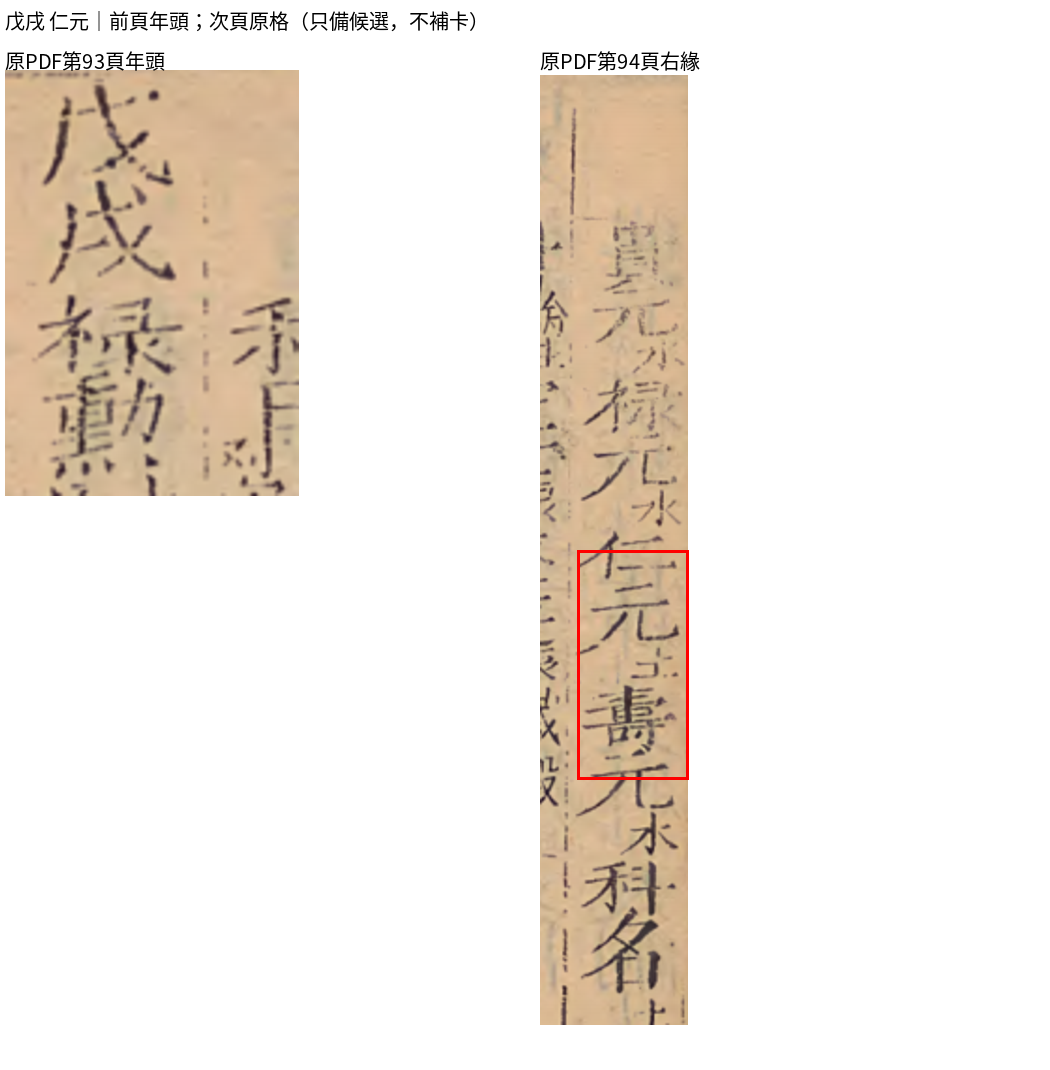 戊戌 仁元｜前頁年頭；次頁原格（只備候選，不補卡）
原PDF第93頁年頭
戊戌祿勳
科
原PDF第94頁右緣
貴元水祿元水仁元土壽元水科名